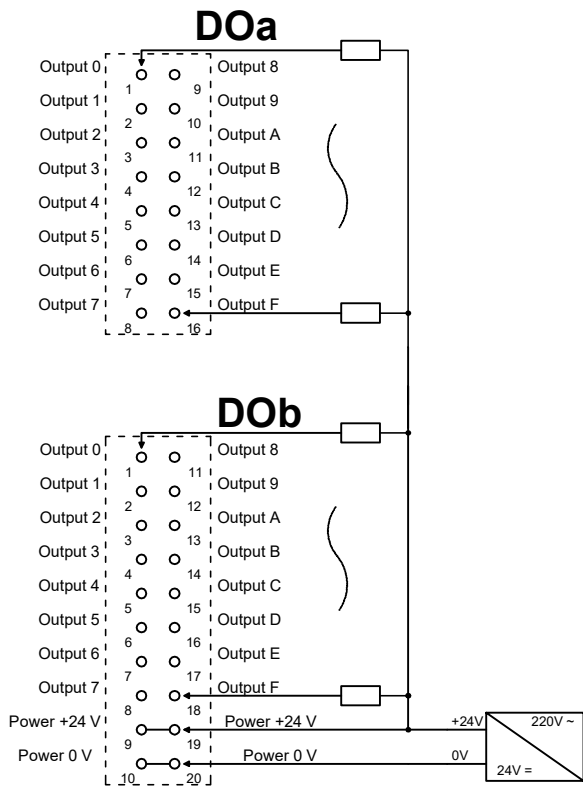 DOa
Output 0 Output 8
1 9
Output 1 Output 9
2 10
Output 2 Output A
3 11
Output 3 Output B
4 12
Output 4 Output C
5 13
Output 5 Output D
6 14
Output 6 Output E
7 15
Output 7 Output F
8 16
DOb
Output 0 Output 8
1 11
Output 1 Output 9
2 12
Output 2 Output A
3 13
Output 3 Output B
4 14
Output 4 Output C
5 15
Output 5 Output D
6 16
Output 6 Output E
7 17
Output 7 Output F
8 18
Power +24 V Power +24 V +24V 220V ~
9 19
Power 0 V Power 0 V 0V
10 20 24V =